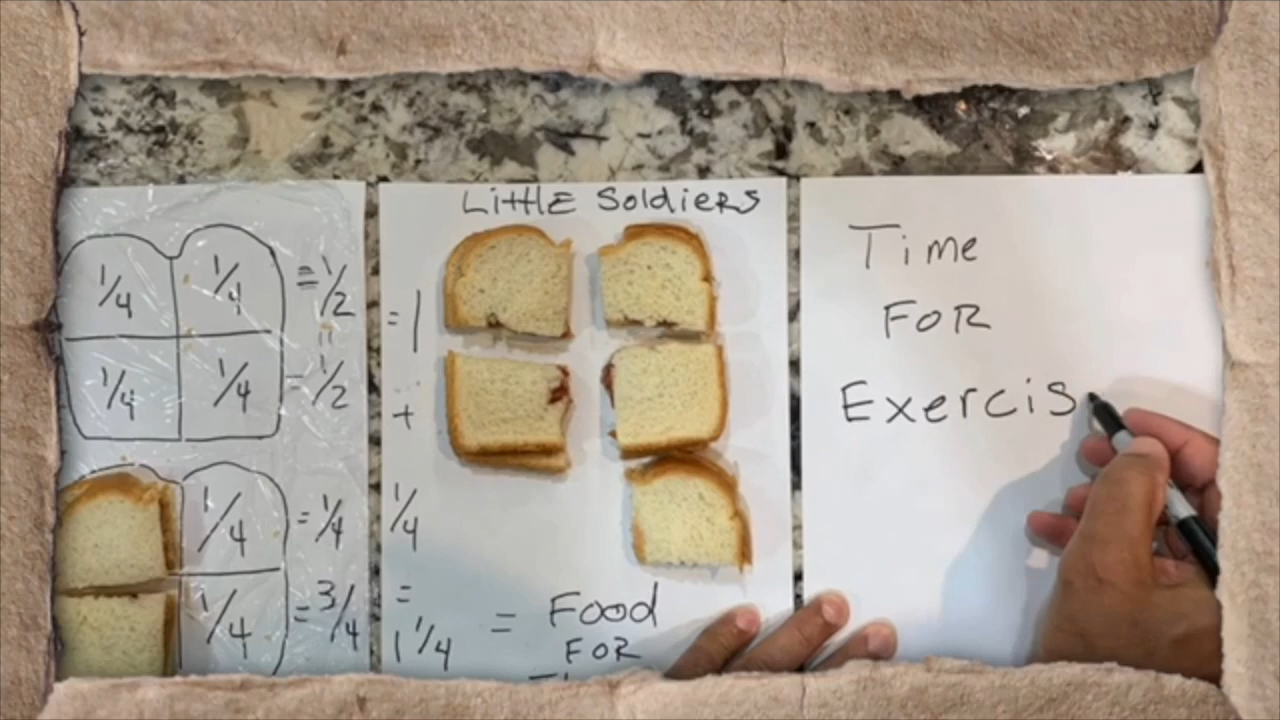 1/4 1/4 = 1/2
=
1/4 1/4 = 1/2
1/4 = 1/4
1/4 = 3/4
LittlE SoldiErs
= 1
+
1/4
=
1 1/4
= Food
FOR
Time
FOR
Exercis